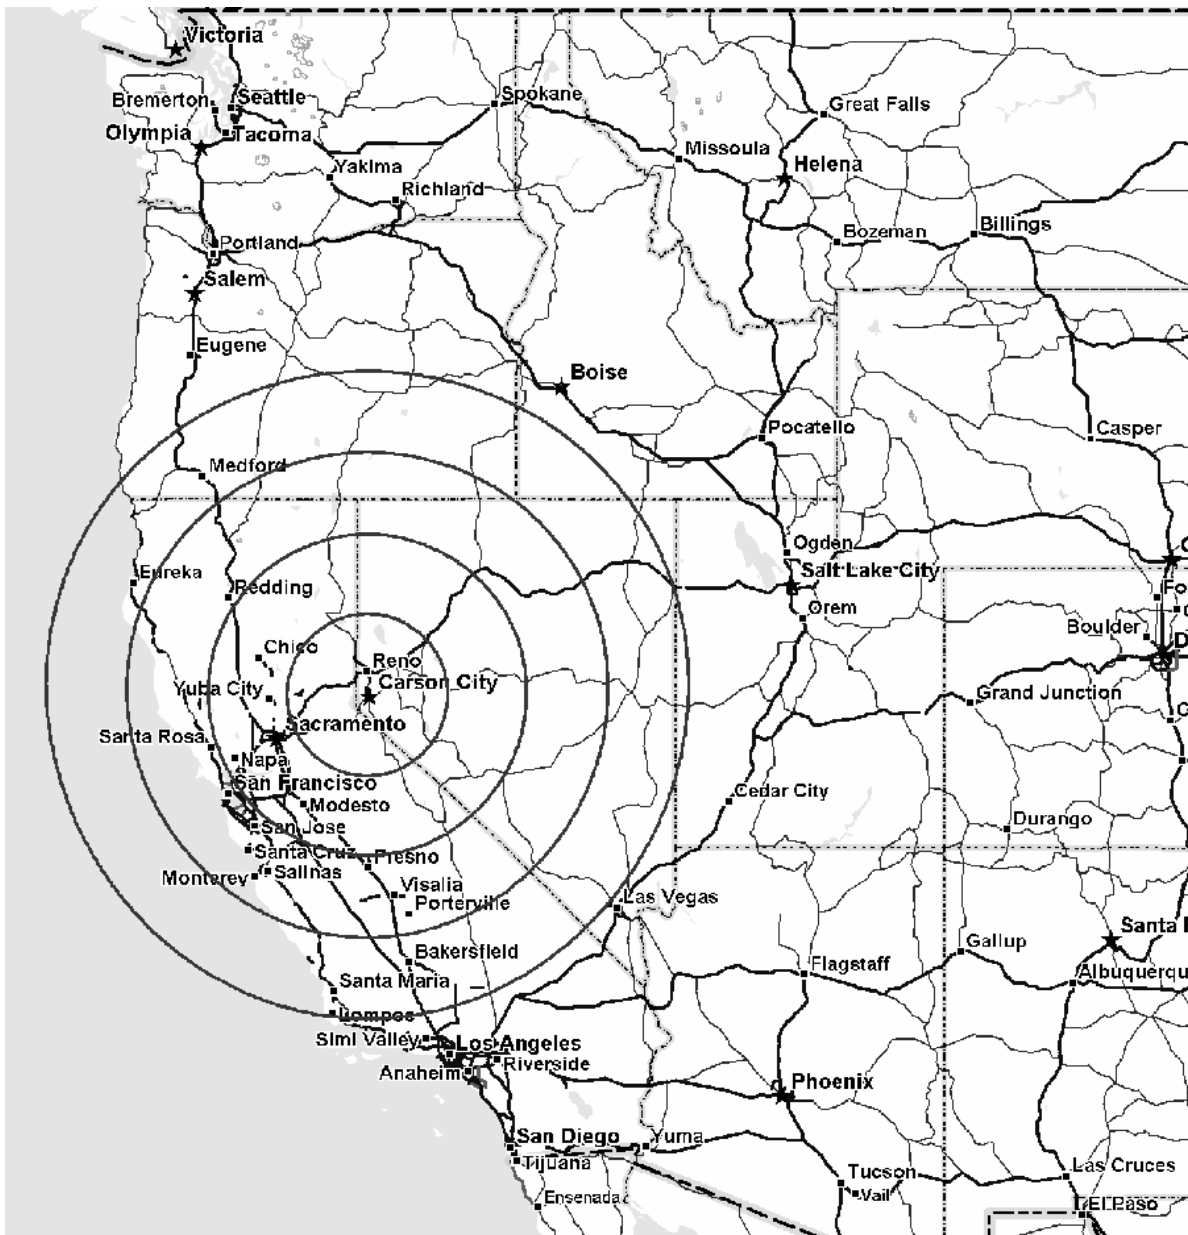 Victoria
Bremerton
Seattle
Spokane
Great Falls
Olympia
Tacoma
Missoula
Helena
Yakima
Richland
Portland
Bozeman
Billings
Salem
Eugene
Boise
Pocatello
Casper
Medford
Ogden
Eureka
Redding
Salt Lake City
Fo
Orem
Boulder
D
Chico
Reno
Yuba City
Carson City
Grand Junction
Sacramento
Santa Rosa
Napa
San Francisco
Modesto
Cedar City
Durango
San Jose
Santa Cruz
Fresno
Monterey
Salinas
Visalia
Porterville
Las Vegas
Santa
Bakersfield
Flagstaff
Gallup
Albuquerqu
Santa Maria
Lompoc
Simi Valley
Los Angeles
Riverside
Anaheim
Phoenix
San Diego
Yuma
Tijuana
Ensenada
Tucson
Vail
Las Cruces
El Paso